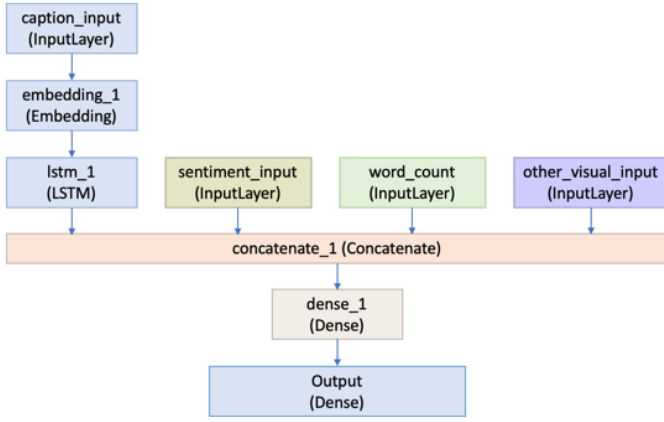 caption_input
(InputLayer)
embedding_1
(Embedding)
lstm_1
(LSTM)
sentiment_input
(InputLayer)
word_count
(InputLayer)
other_visual_input
(InputLayer)
concatenate_1 (Concatenate)
dense_1
(Dense)
Output
(Dense)